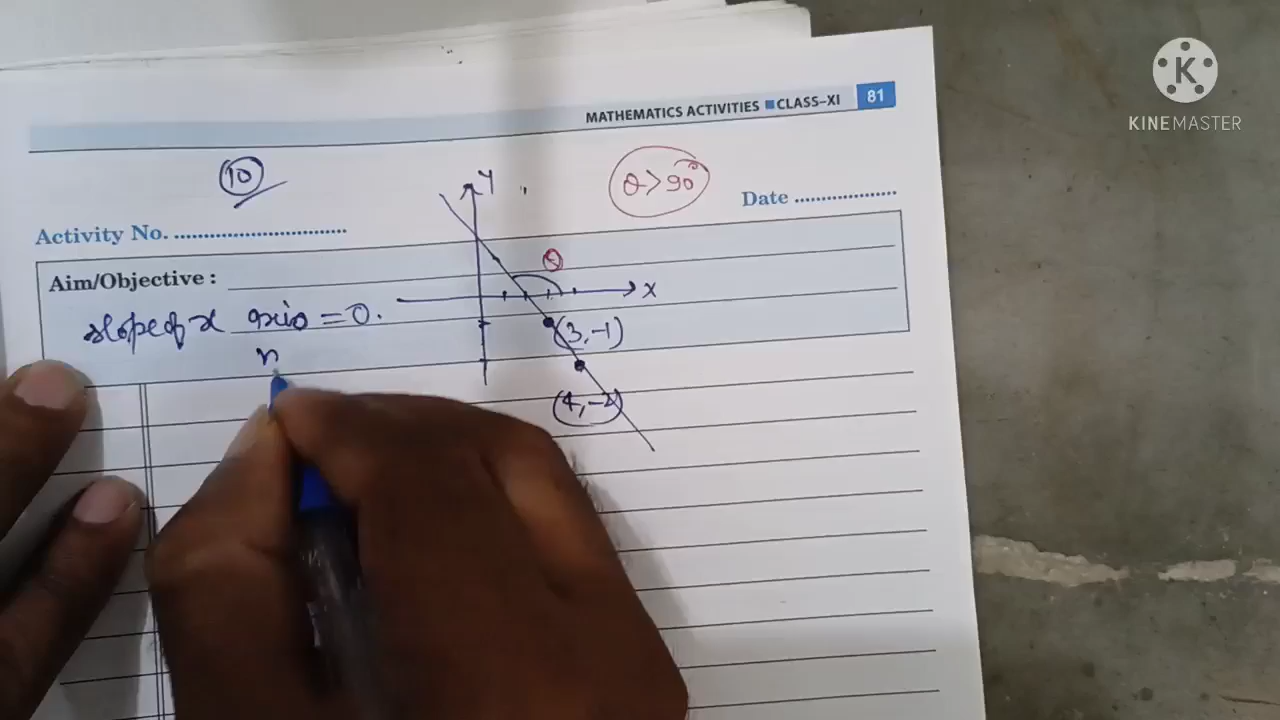 MATHEMATICS ACTIVITIES ■ CLASS–XI 81
KINEMASTER
10
Y
θ > 90°
Date ....................
Activity No. ...................................
Aim/Objective :
θ
X
slope of x axis = 0.
(3, -1)
(4, -2)